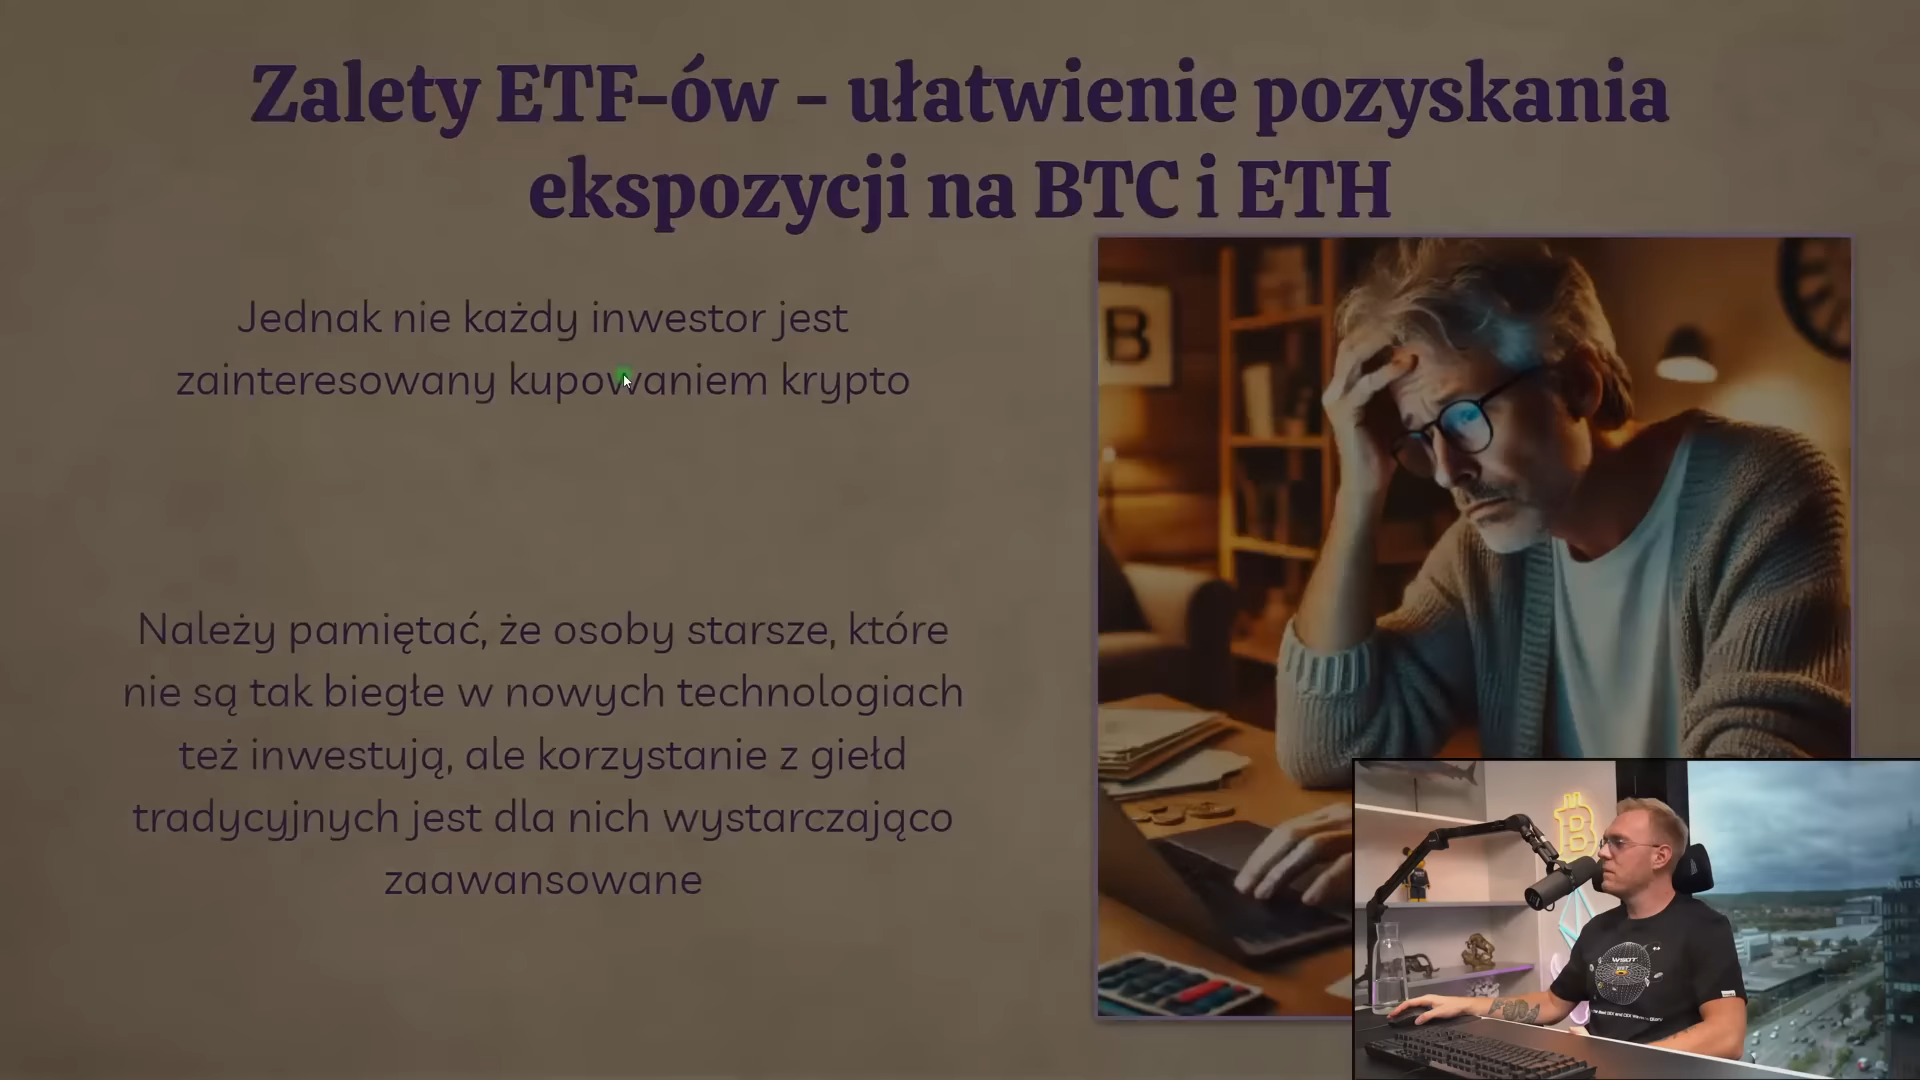 Zalety ETF-ów - ułatwienie pozyskania
ekspozycji na BTC i ETH
Jednak nie każdy inwestor jest
zainteresowany kupowaniem krypto
Należy pamiętać, że osoby starsze, które
nie są tak biegłe w nowych technologiach
też inwestują, ale korzystanie z giełd
tradycyjnych jest dla nich wystarczająco
zaawansowane
B
WSOT